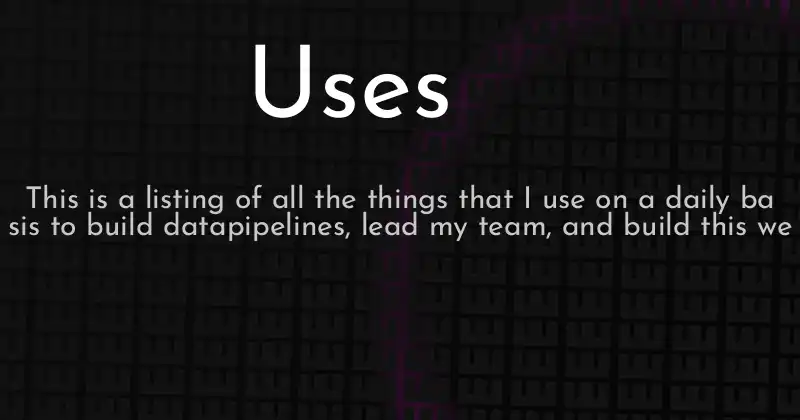 Uses
This is a listing of all the things that I use on a daily ba
sis to build datapipelines, lead my team, and build this we